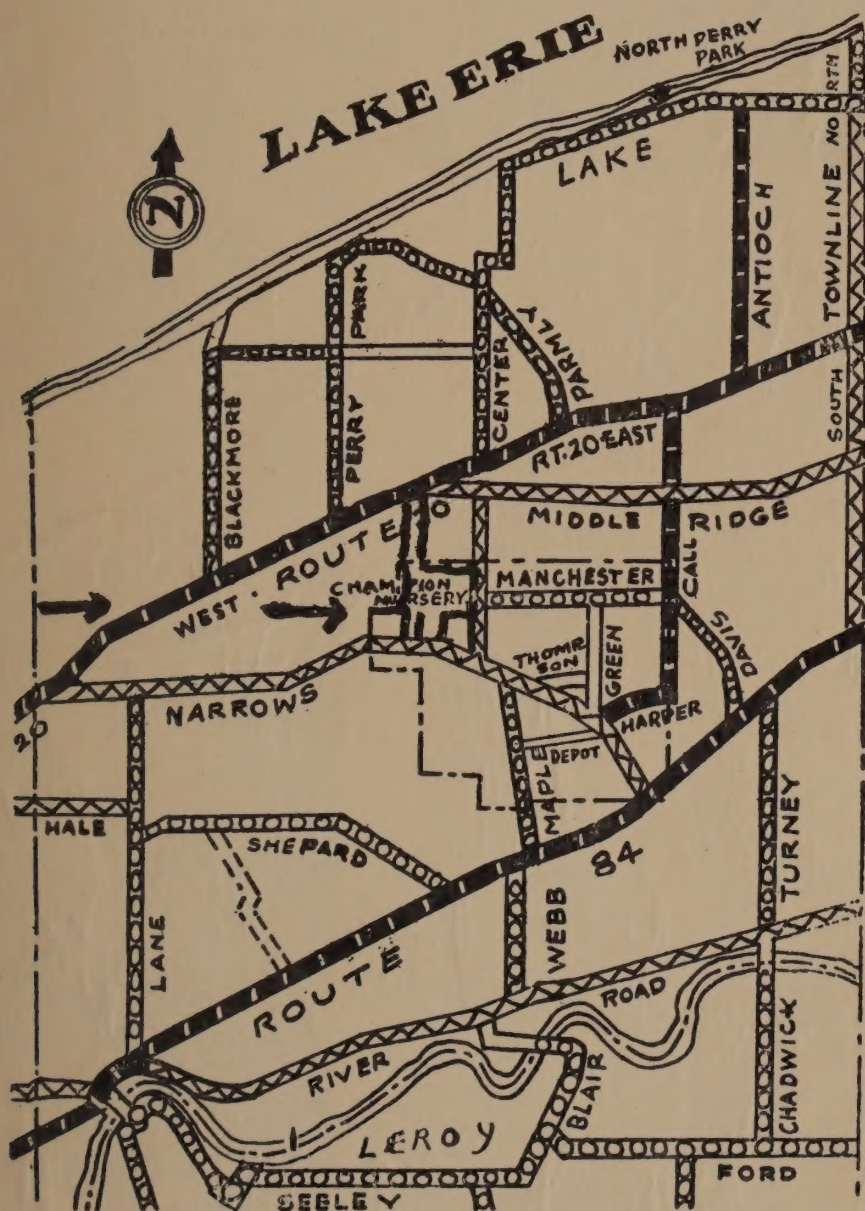 LAKE ERIE
NORTH PERRY
PARK
N
LAKE
NORTH
TOWNLINE
SOUTH
ANTIOCH
PARK
PERRY
BLACKMORE
CENTER
PARMLY
RT. 20 EAST
WEST. ROUTE 20
MIDDLE RIDGE
CHAMPION
NURSERY
MANCHESTER
CALL
DAVIS
THOMP
SON
GREEN
HARPER
NARROWS
20
DEPOT
MAPLE
HALE
SHEPARD
LANE
ROUTE 84
TURNEY
WEBB
RIVER ROAD
BLAIR
CHADWICK
LEROY
FORD
SEELEY